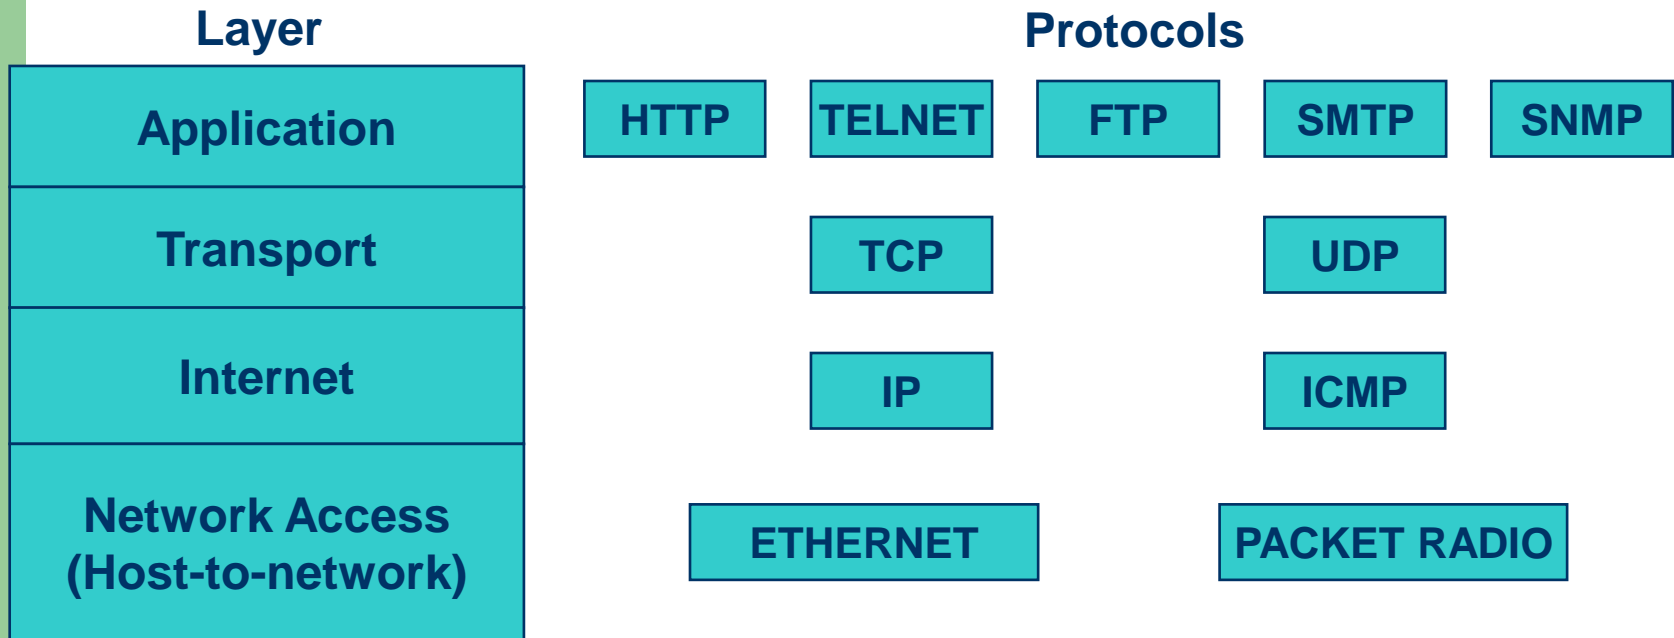 Layer
Protocols
Application
HTTP
TELNET
FTP
SMTP
SNMP
Transport
TCP
UDP
Internet
IP
ICMP
Network Access
(Host-to-network)
ETHERNET
PACKET RADIO